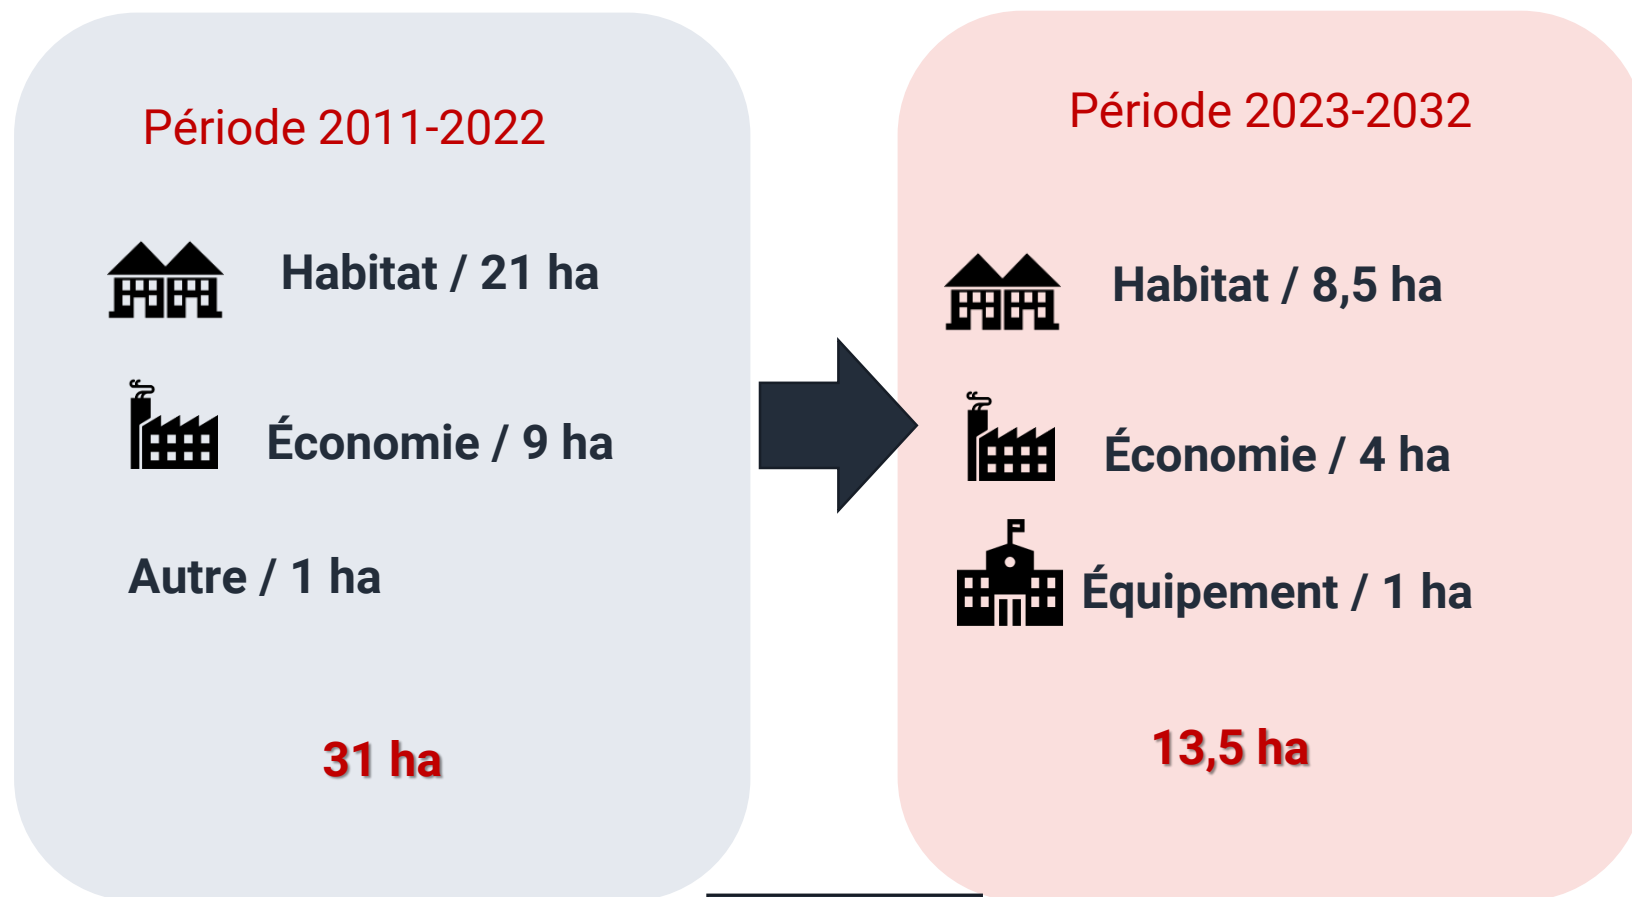 Période 2011-2022
Habitat / 21 ha
Économie / 9 ha
Autre / 1 ha
31 ha
Période 2023-2032
Habitat / 8,5 ha
Économie / 4 ha
Équipement / 1 ha
13,5 ha